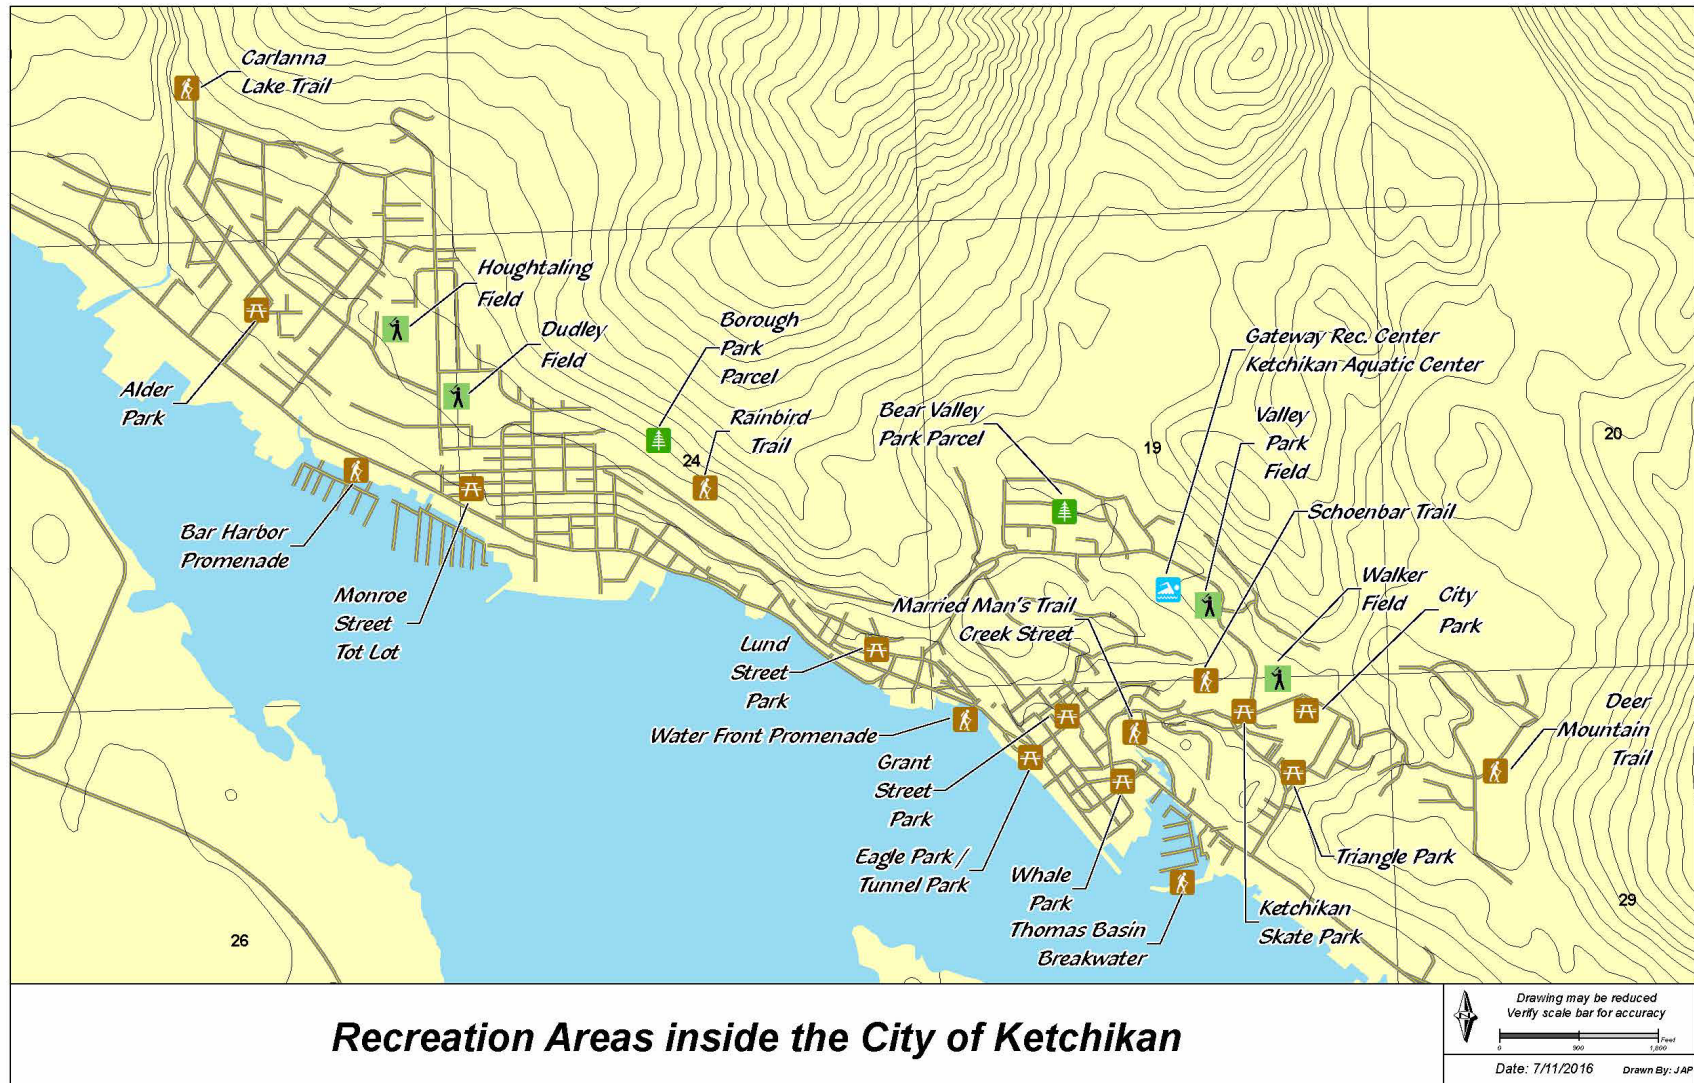 Carlanna
Lake Trail
Houghtaling
Field
Dudley
Field
Borough
Park
Parcel
Rainbird
Trail
24
Alder
Park
Bear Valley
Park Parcel
Gateway Rec. Center
Ketchikan Aquatic Center
Valley
Park
Field
19
20
Schoenbar Trail
Bar Harbor
Promenade
Monroe
Street
Tot Lot
Married Man's Trail
Creek Street
Walker
Field
City
Park
Lund
Street
Park
Water Front Promenade
Deer
Mountain
Trail
Grant
Street
Park
Eagle Park /
Tunnel Park
Whale
Park
Thomas Basin
Breakwater
Triangle Park
Ketchikan
Skate Park
29
26
Recreation Areas inside the City of Ketchikan
Drawing may be reduced
Verify scale bar for accuracy
0 900 1,800 Feet
Date: 7/11/2016 Drawn By: JAP